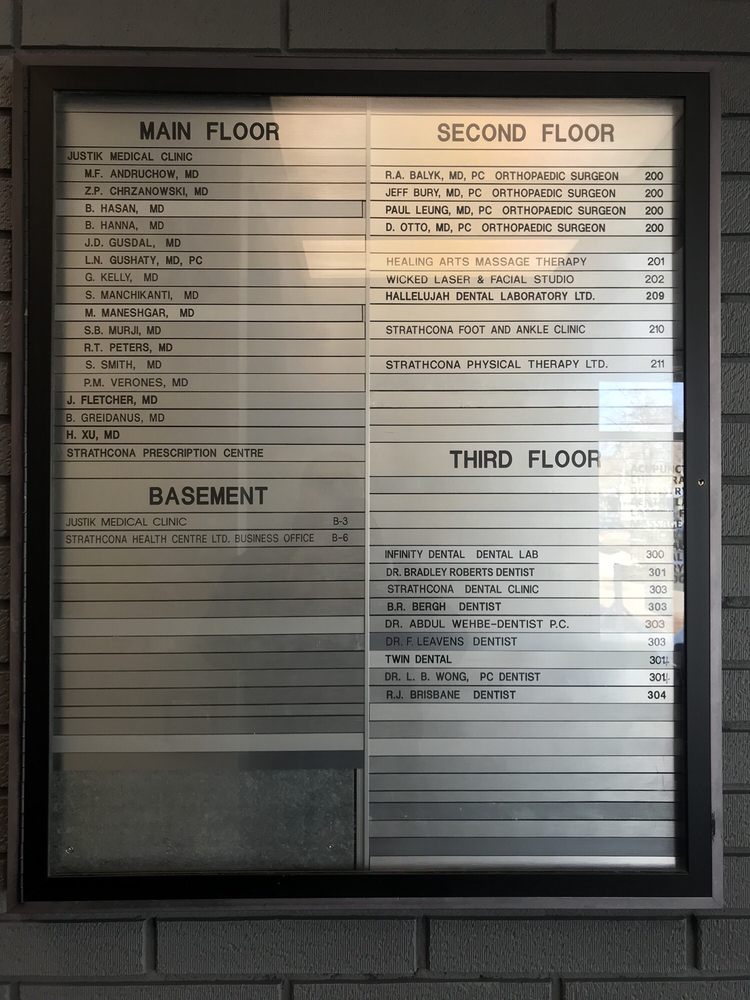 MAIN FLOOR
JUSTIK MEDICAL CLINIC
M.F. ANDRUCHOW, MD
Z.P. CHRZANOWSKI, MD
B. HASAN, MD
B. HANNA, MD
J.D. GUSDAL, MD
L.N. GUSHATY, MD, PC
G. KELLY, MD
S. MANCHIKANTI, MD
M. MANESHGAR, MD
S.B. MURJI, MD
R.T. PETERS, MD
S. SMITH, MD
P.M. VERONES, MD
J. FLETCHER, MD
B. GREIDANUS, MD
H. XU, MD
STRATHCONA PRESCRIPTION CENTRE
BASEMENT
JUSTIK MEDICAL CLINIC B-3
STRATHCONA HEALTH CENTRE LTD. BUSINESS OFFICE B-6
SECOND FLOOR
R.A. BALYK, MD, PC ORTHOPAEDIC SURGEON 200
JEFF BURY, MD, PC ORTHOPAEDIC SURGEON 200
PAUL LEUNG, MD, PC ORTHOPAEDIC SURGEON 200
D. OTTO, MD, PC ORTHOPAEDIC SURGEON 200
HEALING ARTS MASSAGE THERAPY 201
WICKED LASER & FACIAL STUDIO 202
HALLELUJAH DENTAL LABORATORY LTD. 209
STRATHCONA FOOT AND ANKLE CLINIC 210
STRATHCONA PHYSICAL THERAPY LTD. 211
THIRD FLOOR
INFINITY DENTAL DENTAL LAB 300
DR. BRADLEY ROBERTS DENTIST 301
STRATHCONA DENTAL CLINIC 303
B.R. BERGH DENTIST 303
DR. ABDUL WEHBE-DENTIST P.C. 303
DR. F. LEAVENS DENTIST 303
TWIN DENTAL 301
DR. L. B. WONG, PC DENTIST 301
R.J. BRISBANE DENTIST 304